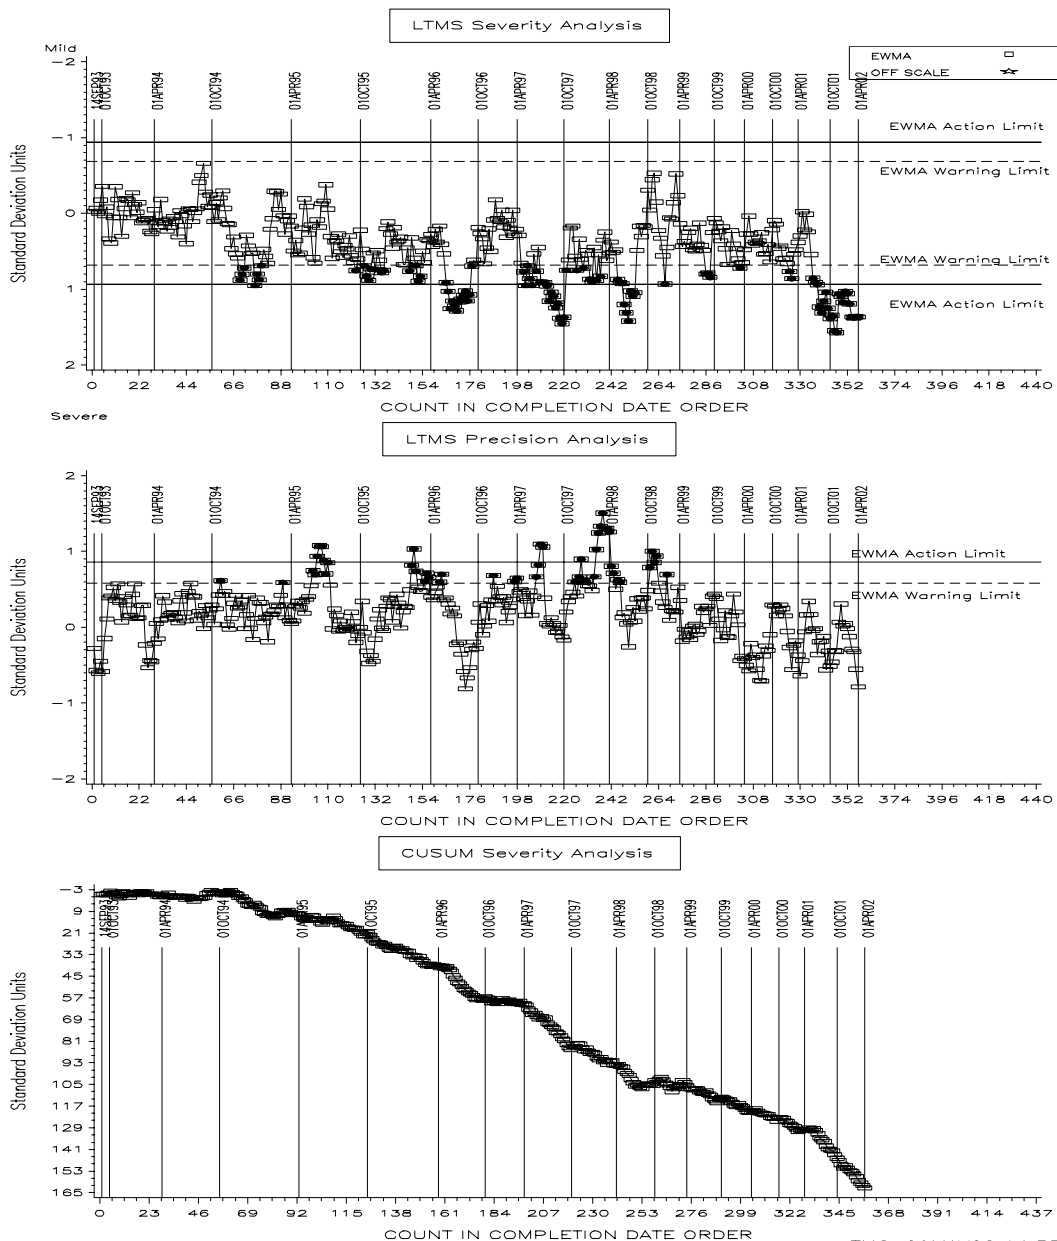 LTMS Severity Analysis
Mild
EWMA
OFF SCALE
Standard Deviation Units
-2
-1
0
1
2
14SEP93 01OCT93 01APR94 01OCT94 01APR95 01OCT95 01APR96 01OCT96 01APR97 01OCT97 01APR98 01OCT98 01APR99 01OCT99 01APR00 01OCT00 01APR01 01OCT01 01APR02
EWMA Action Limit
EWMA Warning Limit
EWMA Warning Limit
EWMA Action Limit
0 22 44 66 88 110 132 154 176 198 220 242 264 286 308 330 352 374 396 418 440
COUNT IN COMPLETION DATE ORDER
Severe
LTMS Precision Analysis
Standard Deviation Units
2
1
0
-1
-2
14SEP93 01OCT93 01APR94 01OCT94 01APR95 01OCT95 01APR96 01OCT96 01APR97 01OCT97 01APR98 01OCT98 01APR99 01OCT99 01APR00 01OCT00 01APR01 01OCT01 01APR02
EWMA Action Limit
EWMA Warning Limit
0 22 44 66 88 110 132 154 176 198 220 242 264 286 308 330 352 374 396 418 440
COUNT IN COMPLETION DATE ORDER
CUSUM Severity Analysis
Standard Deviation Units
-3
9
21
33
45
57
69
81
93
105
117
129
141
153
165
14SEP93 01OCT93 01APR94 01OCT94 01APR95 01OCT95 01APR96 01OCT96 01APR97 01OCT97 01APR98 01OCT98 01APR99 01OCT99 01APR00 01OCT00 01APR01 01OCT01 01APR02
0 23 46 69 92 115 138 161 184 207 230 253 276 299 322 345 368 391 414 437
COUNT IN COMPLETION DATE ORDER